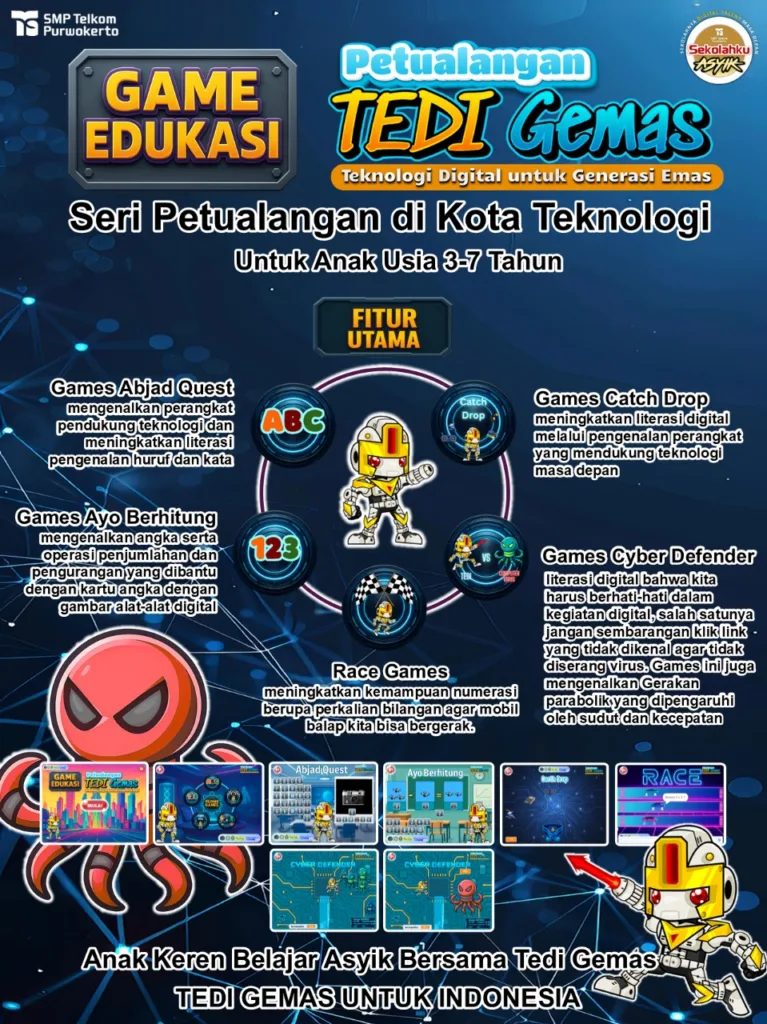 SMP Telkom
Purwokerto
Sekolahku
ASYIK
GAME
EDUKASI
Petualangan
TEDI Gemas
Teknologi Digital untuk Generasi Emas
Seri Petualangan di Kota Teknologi
Untuk Anak Usia 3-7 Tahun
FITUR
UTAMA
Games Abjad Quest
mengenalkan perangkat
pendukung teknologi dan
meningkatkan literasi
pengenalan huruf dan kata
ABC
Catch
Drop
Games Catch Drop
meningkatkan literasi digital
melalui pengenalan perangkat
yang mendukung teknologi
masa depan
Games Ayo Berhitung
mengenalkan angka serta
operasi penjumlahan dan
pengurangan yang dibantu
dengan kartu angka dengan
gambar alat-alat digital
123
VS
TEDI
Games Cyber Defender
literasi digital bahwa kita
harus berhati-hati dalam
kegiatan digital, salah satunya
jangan sembarangan klik link
yang tidak dikenal agar tidak
diserang virus. Games ini juga
mengenalkan Gerakan
parabolik yang dipengaruhi
oleh sudut dan kecepatan
Race Games
meningkatkan kemampuan numerasi
berupa perkalian bilangan agar mobil
balap kita bisa bergerak.
GAME
EDUKASI
Petualangan
TEDI Gemas
Abjad Quest
Ayo Berhitung
RACE
CYBER DEFENDER
CYBER DEFENDER
Anak Keren Belajar Asyik Bersama Tedi Gemas
TEDI GEMAS UNTUK INDONESIA